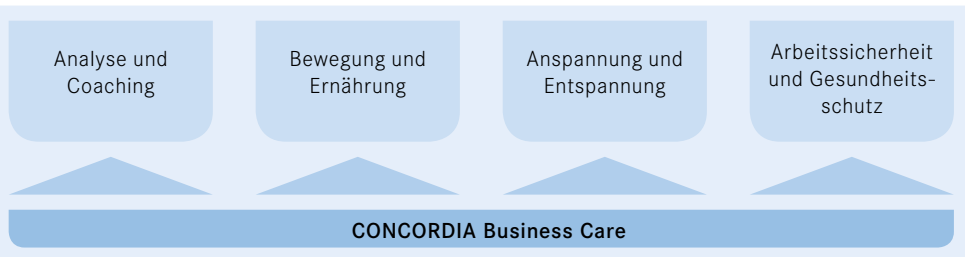 Analyse und
Coaching
Bewegung und
Ernährung
Anspannung und
Entspannung
Arbeitssicherheit
und Gesundheits-
schutz
CONCORDIA Business Care